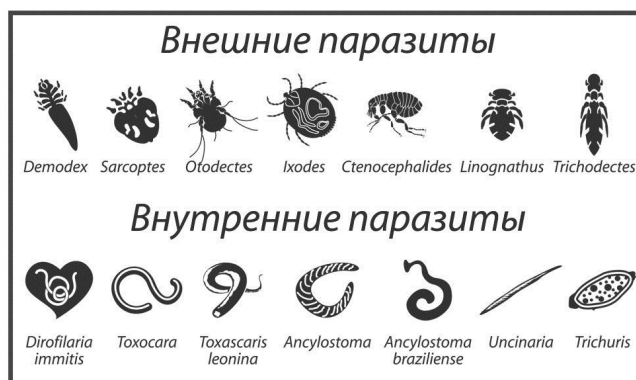 Внешние паразиты
Demodex Sarcoptes Otodectes Ixodes Ctenocephalides Linognathus Trichodectes
Внутренние паразиты
Dirofilaria immitis Toxocara Toxascaris leonina Ancylostoma Ancylostoma braziliense Uncinaria Trichuris